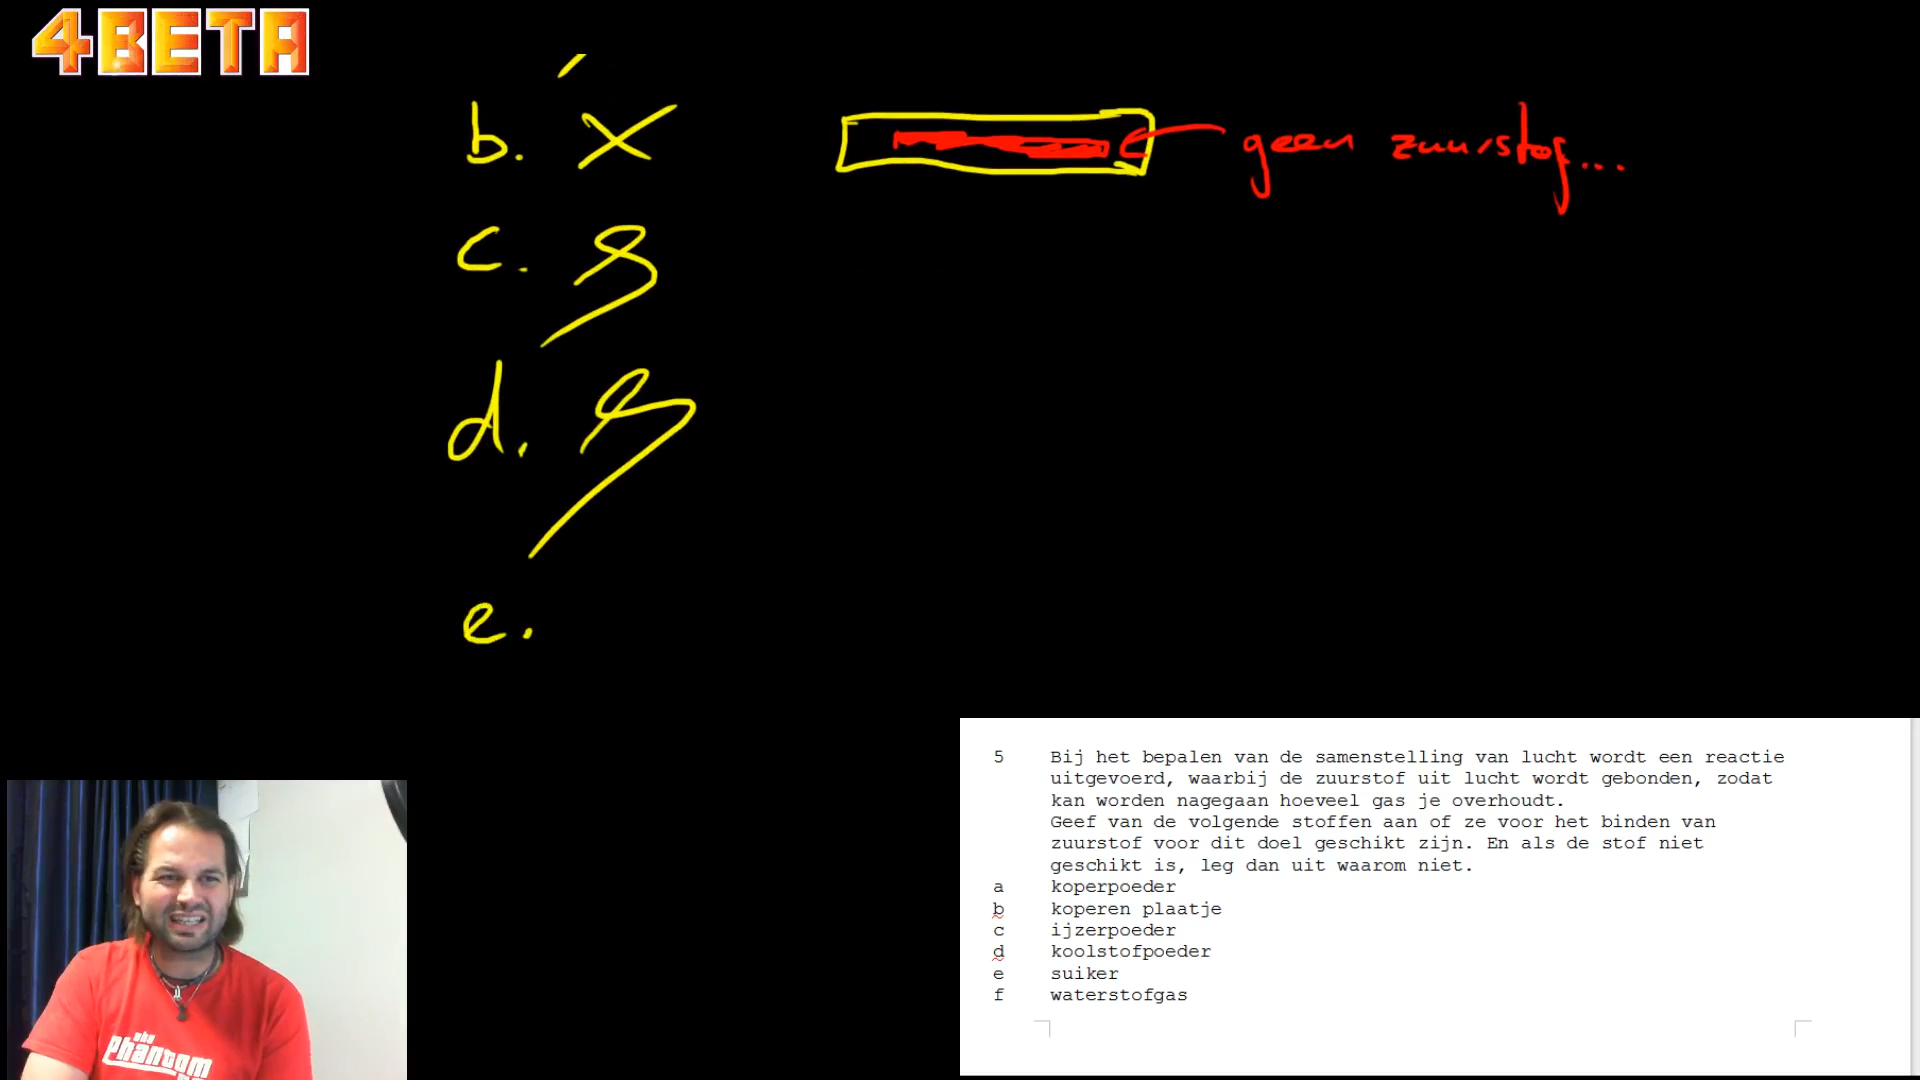 4BETA
b. X
geen zuurstof...
c.
d.
e.
5 Bij het bepalen van de samenstelling van lucht wordt een reactie
uitgevoerd, waarbij de zuurstof uit lucht wordt gebonden, zodat
kan worden nagegaan hoeveel gas je overhoudt.
Geef van de volgende stoffen aan of ze voor het binden van
zuurstof voor dit doel geschikt zijn. En als de stof niet
geschikt is, leg dan uit waarom niet.
a koperpoeder
b koperen plaatje
c ijzerpoeder
d koolstofpoeder
e suiker
f waterstofgas
the
phantom